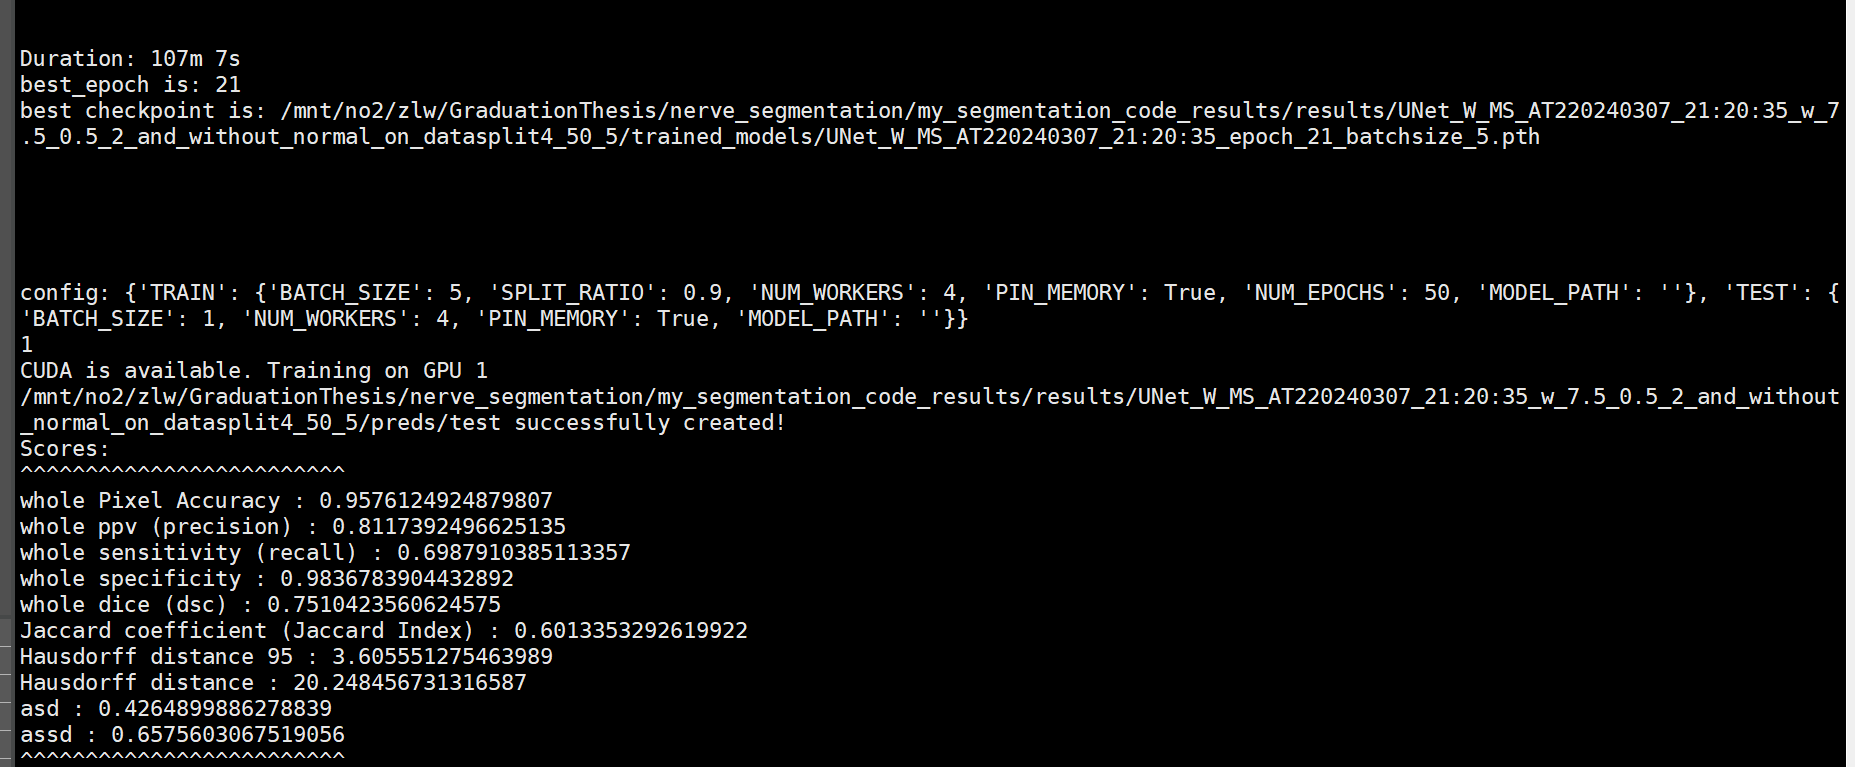 Duration: 107m 7s
best_epoch is: 21
best checkpoint is: /mnt/no2/zlw/GraduationThesis/nerve_segmentation/my_segmentation_code_results/results/UNet_W_MS_AT220240307_21:20:35_w_7
.5_0.5_2_and_without_normal_on_datasplit4_50_5/trained_models/UNet_W_MS_AT220240307_21:20:35_epoch_21_batchsize_5.pth
config: {'TRAIN': {'BATCH_SIZE': 5, 'SPLIT_RATIO': 0.9, 'NUM_WORKERS': 4, 'PIN_MEMORY': True, 'NUM_EPOCHS': 50, 'MODEL_PATH': ''}, 'TEST': {
'BATCH_SIZE': 1, 'NUM_WORKERS': 4, 'PIN_MEMORY': True, 'MODEL_PATH': ''}}
1
CUDA is available. Training on GPU 1
/mnt/no2/zlw/GraduationThesis/nerve_segmentation/my_segmentation_code_results/results/UNet_W_MS_AT220240307_21:20:35_w_7.5_0.5_2_and_without
_normal_on_datasplit4_50_5/preds/test successfully created!
Scores:
^^^^^^^^^^^^^^^^^^^^^^^^^
whole Pixel Accuracy : 0.9576124924879807
whole ppv (precision) : 0.8117392496625135
whole sensitivity (recall) : 0.6987910385113357
whole specificity : 0.9836783904432892
whole dice (dsc) : 0.7510423560624575
Jaccard coefficient (Jaccard Index) : 0.6013353292619922
Hausdorff distance 95 : 3.605551275463989
Hausdorff distance : 20.248456731316587
asd : 0.4264899886278839
assd : 0.6575603067519056
^^^^^^^^^^^^^^^^^^^^^^^^^